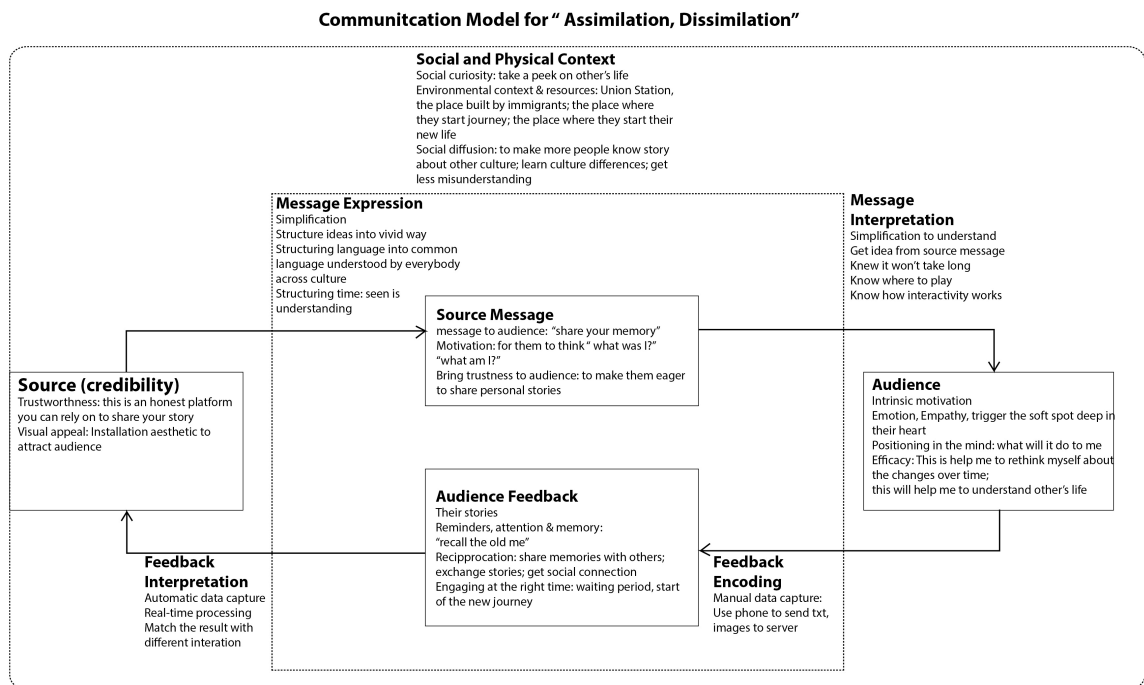 Communitcation Model for “ Assimilation, Dissimilation”
Social and Physical Context
Social curiosity: take a peek on other’s life
Environmental context & resources: Union Station,
the place built by immigrants; the place where
they start journey; the place where they start their
new life
Social diffusion: to make more people know story
about other culture; learn culture differences; get
less misunderstanding
Message Expression
Simplification
Structure ideas into vivid way
Structuring language into common
language understood by everybody
across culture
Structuring time: seen is
understanding
Message
Interpretation
Simplification to understand
Get idea from source message
Knew it won’t take long
Know where to play
Know how interactivity works
Source Message
message to audience: “share your memory”
Motivation: for them to think “ what was I?”
“what am I?”
Bring trustness to audience: to make them eager
to share personal stories
Source (credibility)
Trustworthness: this is an honest platform
you can rely on to share your story
Visual appeal: Installation aesthetic to
attract audience
Audience
Intrinsic motivation
Emotion, Empathy, trigger the soft spot deep in
their heart
Positioning in the mind: what will it do to me
Efficacy: This is help me to rethink myself about
the changes over time;
this will help me to understand other’s life
Audience Feedback
Their stories
Reminders, attention & memory:
“recall the old me”
Reciprocation: share memories with others;
exchange stories; get social connection
Engaging at the right time: waiting period, start
of the new journey
Feedback
Interpretation
Automatic data capture
Real-time processing
Match the result with
different interation
Feedback
Encoding
Manual data capture:
Use phone to send txt,
images to server